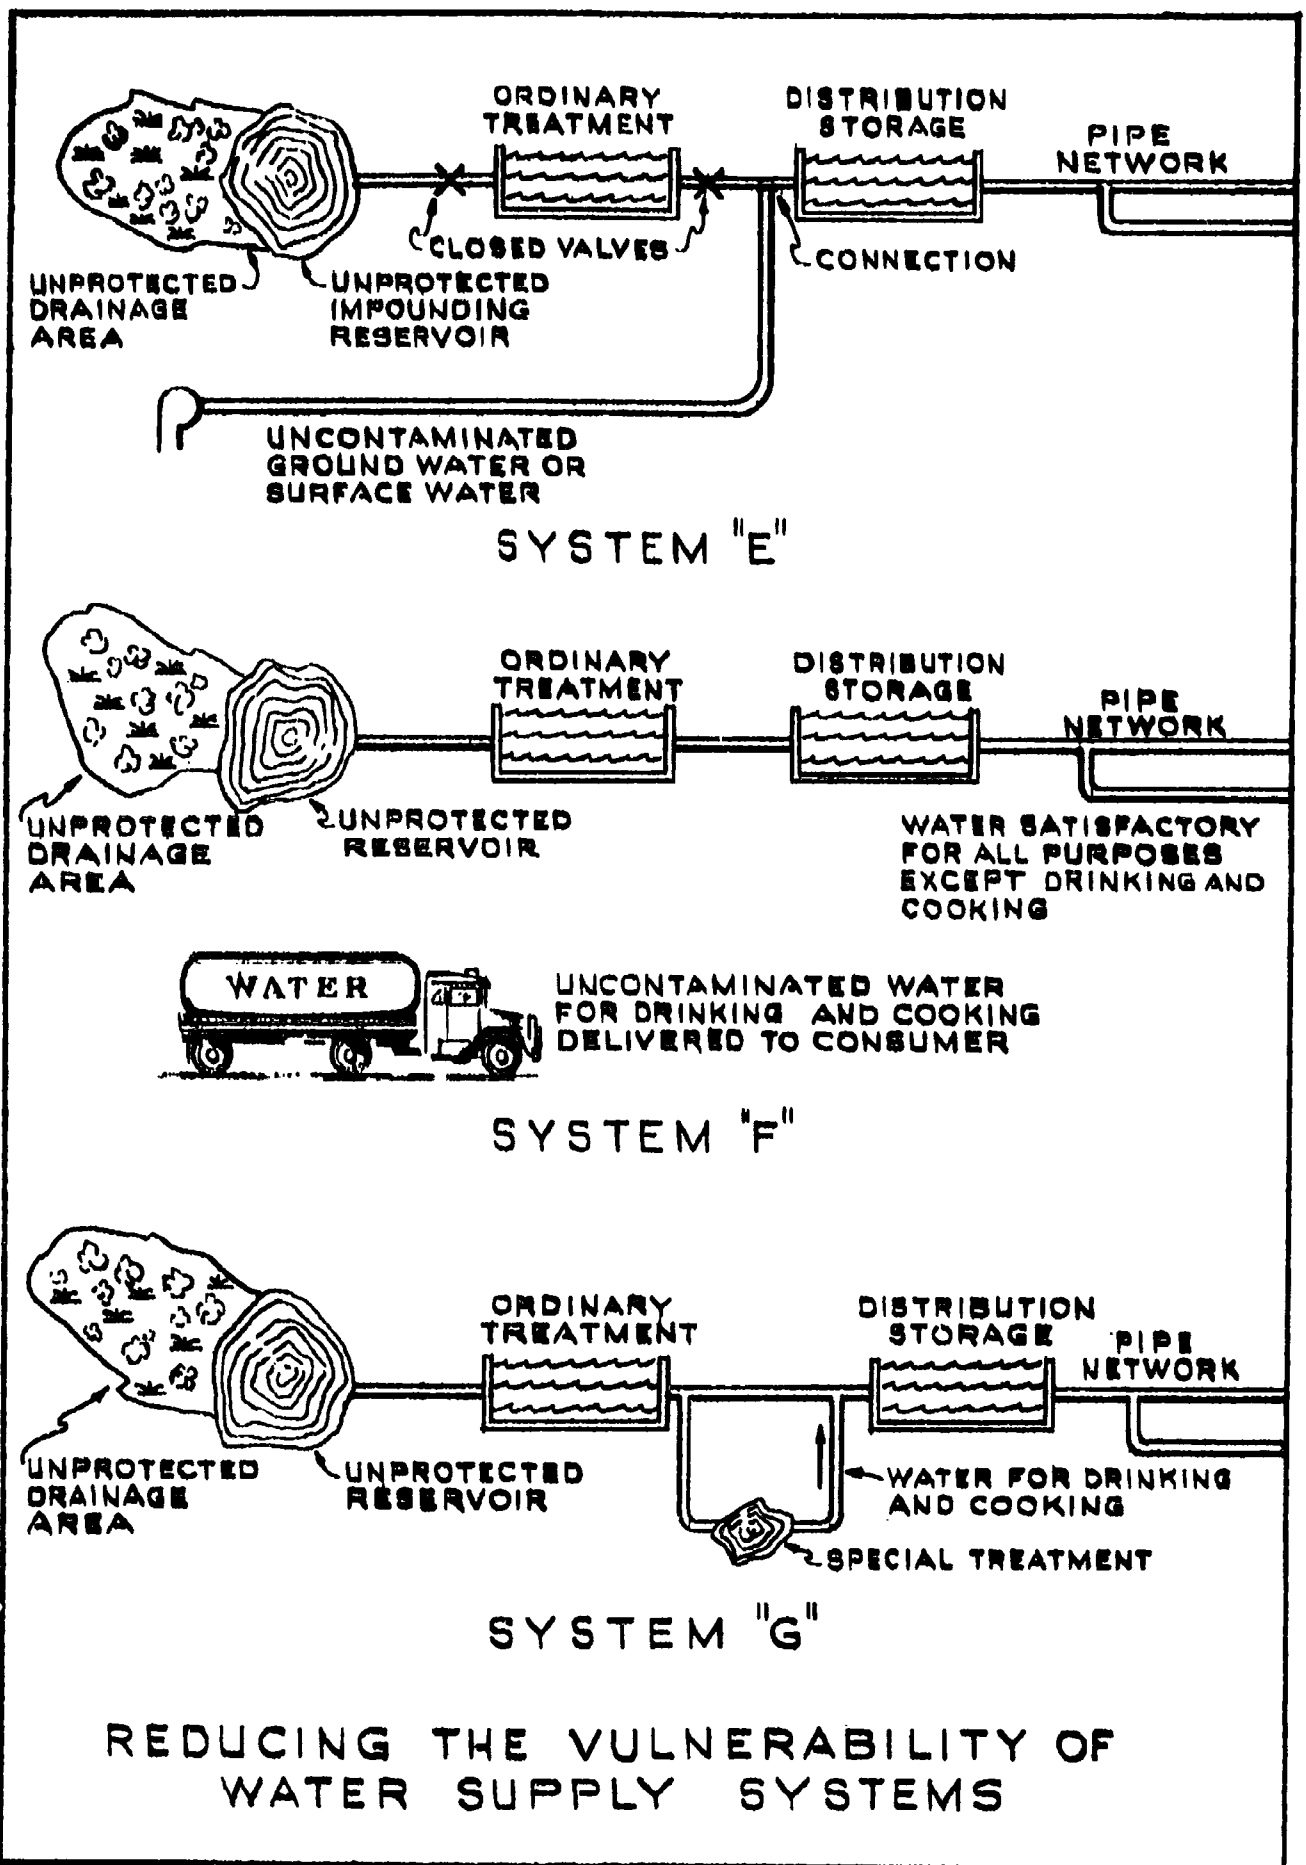 ORDINARY
TREATMENT
DISTRIBUTION
STORAGE
PIPE
NETWORK
CLOSED VALVES
CONNECTION
UNPROTECTED
DRAINAGE
AREA
UNPROTECTED
IMPOUNDING
RESERVOIR
UNCONTAMINATED
GROUND WATER OR
SURFACE WATER
SYSTEM "E"
ORDINARY
TREATMENT
DISTRIBUTION
STORAGE
PIPE
NETWORK
UNPROTECTED
DRAINAGE
AREA
UNPROTECTED
RESERVOIR
WATER SATISFACTORY
FOR ALL PURPOSES
EXCEPT DRINKING AND
COOKING
WATER
UNCONTAMINATED WATER
FOR DRINKING AND COOKING
DELIVERED TO CONSUMER
SYSTEM "F"
ORDINARY
TREATMENT
DISTRIBUTION
STORAGE
PIPE
NETWORK
UNPROTECTED
DRAINAGE
AREA
UNPROTECTED
RESERVOIR
WATER FOR DRINKING
AND COOKING
SPECIAL TREATMENT
SYSTEM "G"
REDUCING THE VULNERABILITY OF
WATER SUPPLY SYSTEMS